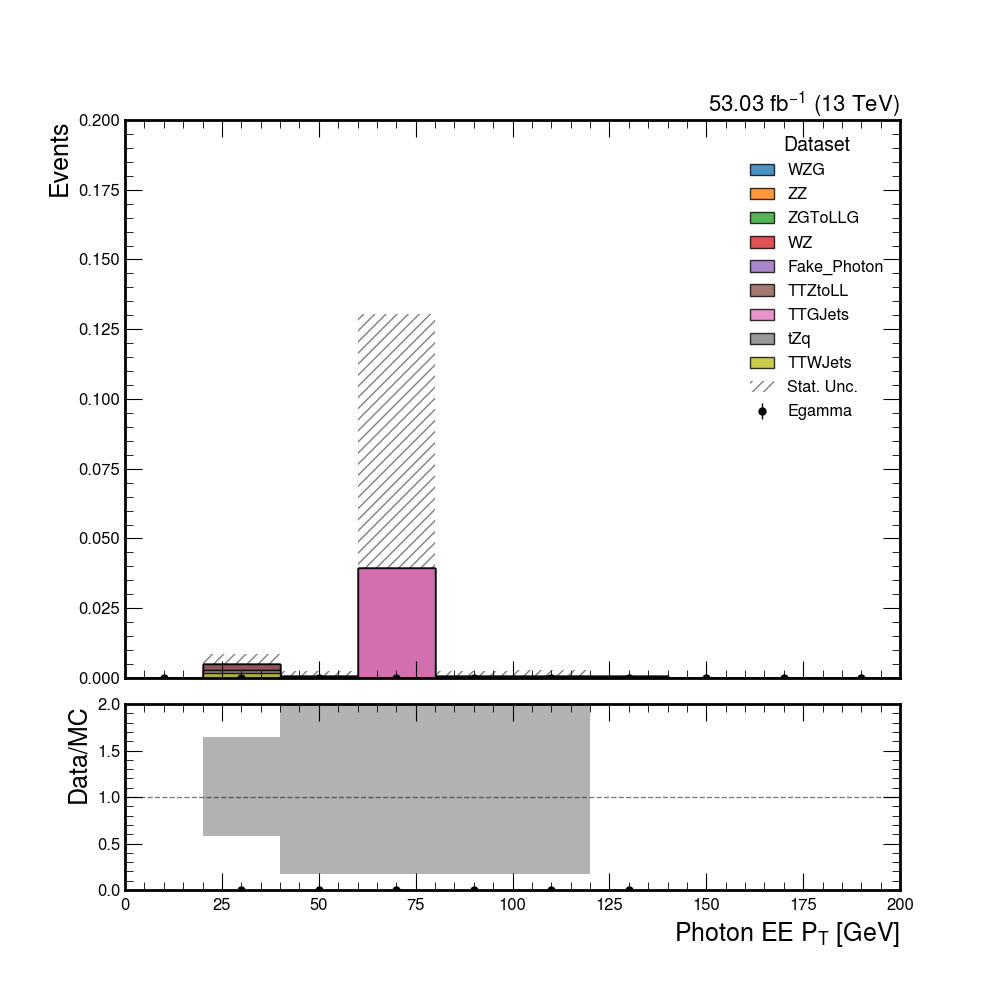 53.03 fb⁻¹ (13 TeV)
Events
0.200
0.175
0.150
0.125
0.100
0.075
0.050
0.025
0.000
Dataset
WZG
ZZ
ZGToLLG
WZ
Fake_Photon
TTZtoLL
TTGJets
tZq
TTWJets
Stat. Unc.
Egamma
Data/MC
2.0
1.5
1.0
0.5
0.0
0 25 50 75 100 125 150 175 200
Photon EE P_T [GeV]